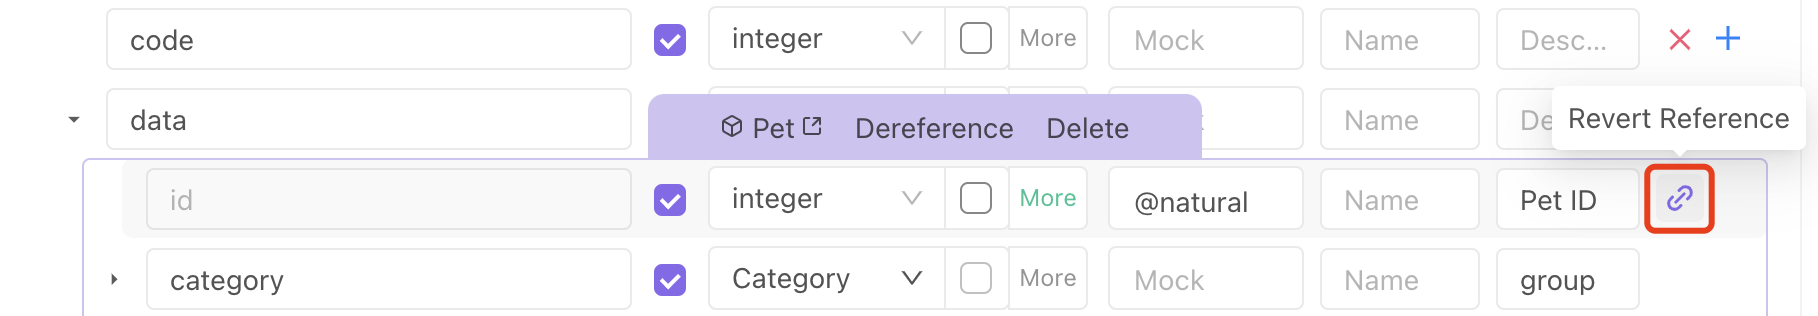 code integer More Mock Name Desc...
data Pet Dereference Delete Name De Revert Reference
id integer More @natural Name Pet ID
category Category More Mock Name group